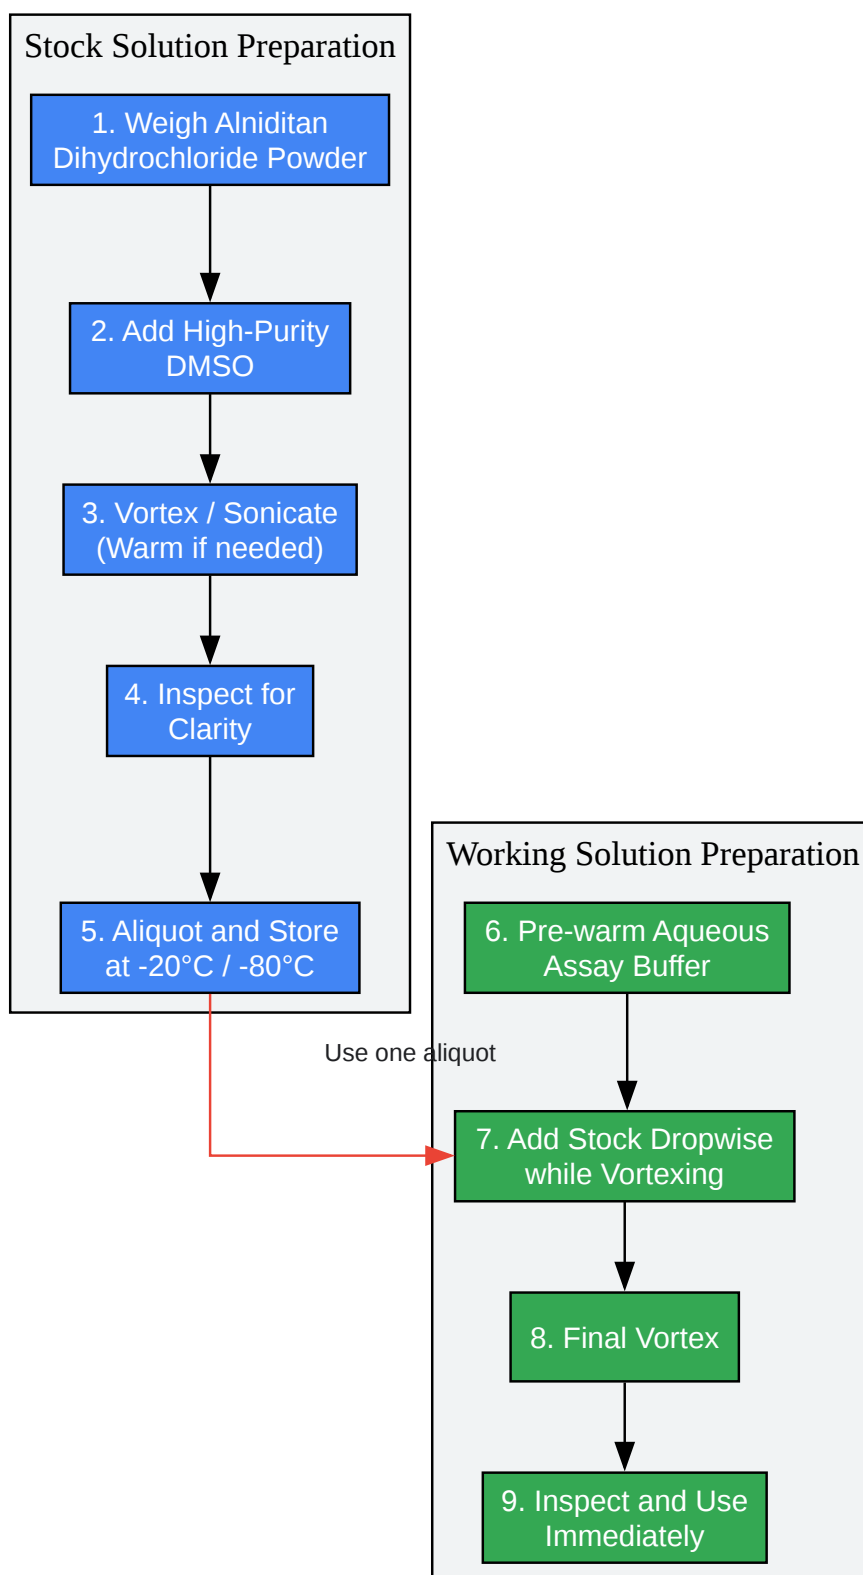 Stock Solution Preparation
1. Weigh Alniditan
Dihydrochloride Powder
2. Add High-Purity
DMSO
3. Vortex / Sonicate
(Warm if needed)
4. Inspect for
Clarity
5. Aliquot and Store
at -20°C / -80°C
Use one aliquot
Working Solution Preparation
6. Pre-warm Aqueous
Assay Buffer
7. Add Stock Dropwise
while Vortexing
8. Final Vortex
9. Inspect and Use
Immediately